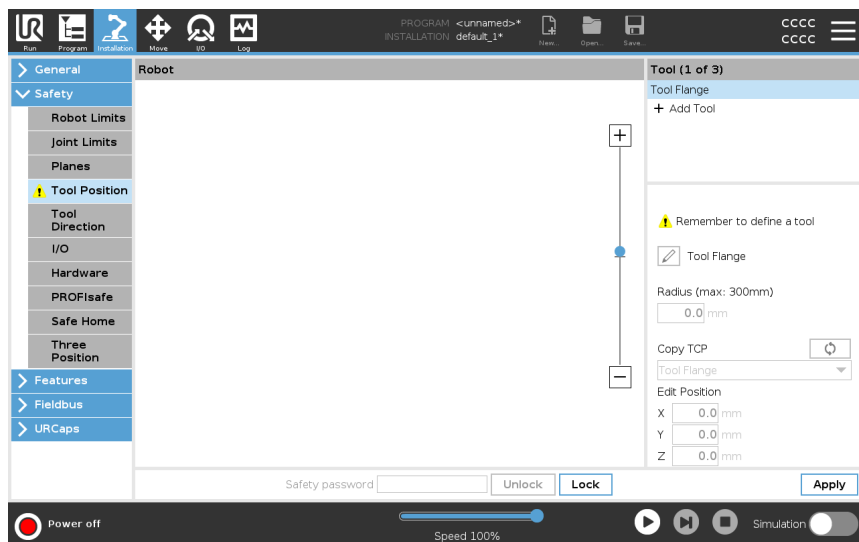 PROGRAM <unnamed>*
INSTALLATION default_1*
CCCC
CCCC
Run
Program
Installation
Move
I/O
Log
New...
Open...
Save...
General
Safety
Robot Limits
Joint Limits
Planes
Tool Position
Tool
Direction
I/O
Hardware
PROFIsafe
Safe Home
Three
Position
Features
Fieldbus
URCaps
Robot
Tool (1 of 3)
Tool Flange
Add Tool
Remember to define a tool
Tool Flange
Radius (max: 300mm)
0.0 mm
Copy TCP
Tool Flange
Edit Position
X 0.0 mm
Y 0.0 mm
Z 0.0 mm
Safety password
Unlock
Lock
Apply
Power off
Speed 100%
Simulation